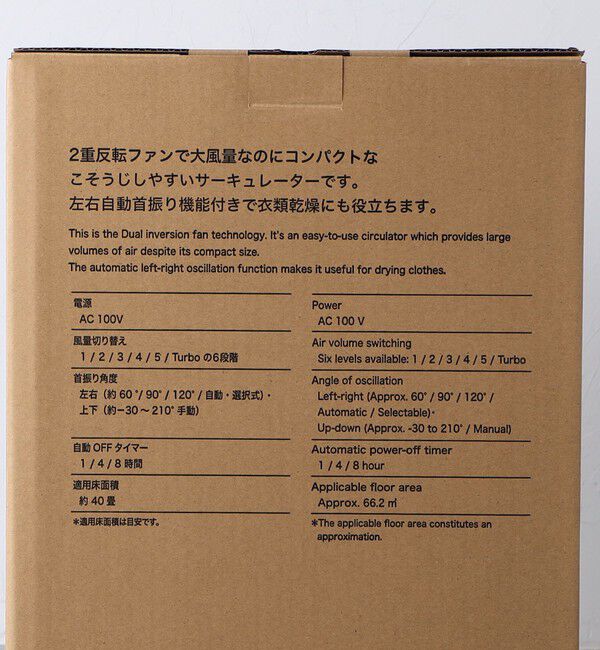 2重反転ファンで大風量なのにコンパクトな
こそうじしやすいサーキュレーターです。
左右自動首振り機能付きで衣類乾燥にも役立ちます。
This is the Dual inversion fan technology. It's an easy-to-use circulator which provides large
volumes of air despite its compact size.
The automatic left-right oscillation function makes it useful for drying clothes.
電源
AC 100V
風量切り替え
1 / 2 / 3 / 4 / 5 / Turbo の6段階
首振り角度
左右（約 60 °/ 90° / 120° / 自動・選択式）・
上下（約−30 〜 210° 手動）
自動 OFF タイマー
1 / 4 / 8 時間
適用床面積
約 40 畳
＊適用床面積は目安です。
Power
AC 100 V
Air volume switching
Six levels available: 1 / 2 / 3 / 4 / 5 / Turbo
Angle of oscillation
Left-right (Approx. 60° / 90° / 120° /
Automatic / Selectable)・
Up-down (Approx. -30 to 210° / Manual)
Automatic power-off timer
1 / 4 / 8 hour
Applicable floor area
Approx. 66.2 ㎡
＊The applicable floor area constitutes an
approximation.